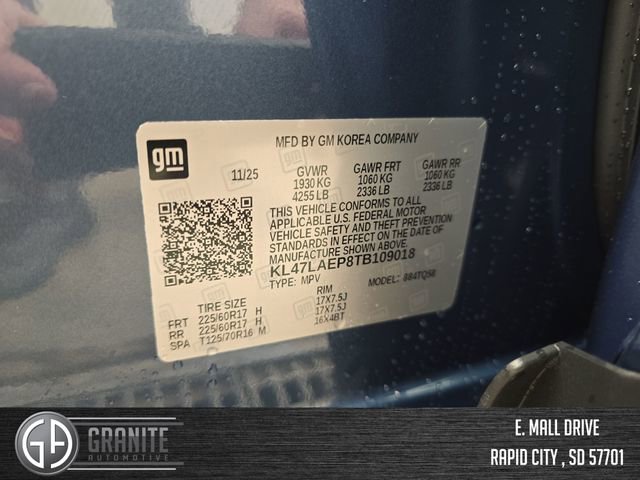 gm
MFD BY GM KOREA COMPANY
11/25 GVWR GAWR FRT GAWR RR
1930 KG 1060 KG 1060 KG
4255 LB 2336 LB 2336 LB
THIS VEHICLE CONFORMS TO ALL
APPLICABLE U.S. FEDERAL MOTOR
VEHICLE SAFETY AND THEFT PREVENTION
STANDARDS IN EFFECT ON THE DATE OF
MANUFACTURE SHOWN ABOVE.
KL47LAEP8TB109018
TYPE: MPV MODEL: 884TQ58
TIRE SIZE RIM
FRT 225/60R17 H 17X7.5J
RR 225/60R17 H 17X7.5J
SPA T125/70R16 M 16X4BT
GA GRANITE
AUTOMOTIVE
E. MALL DRIVE
RAPID CITY , SD 57701